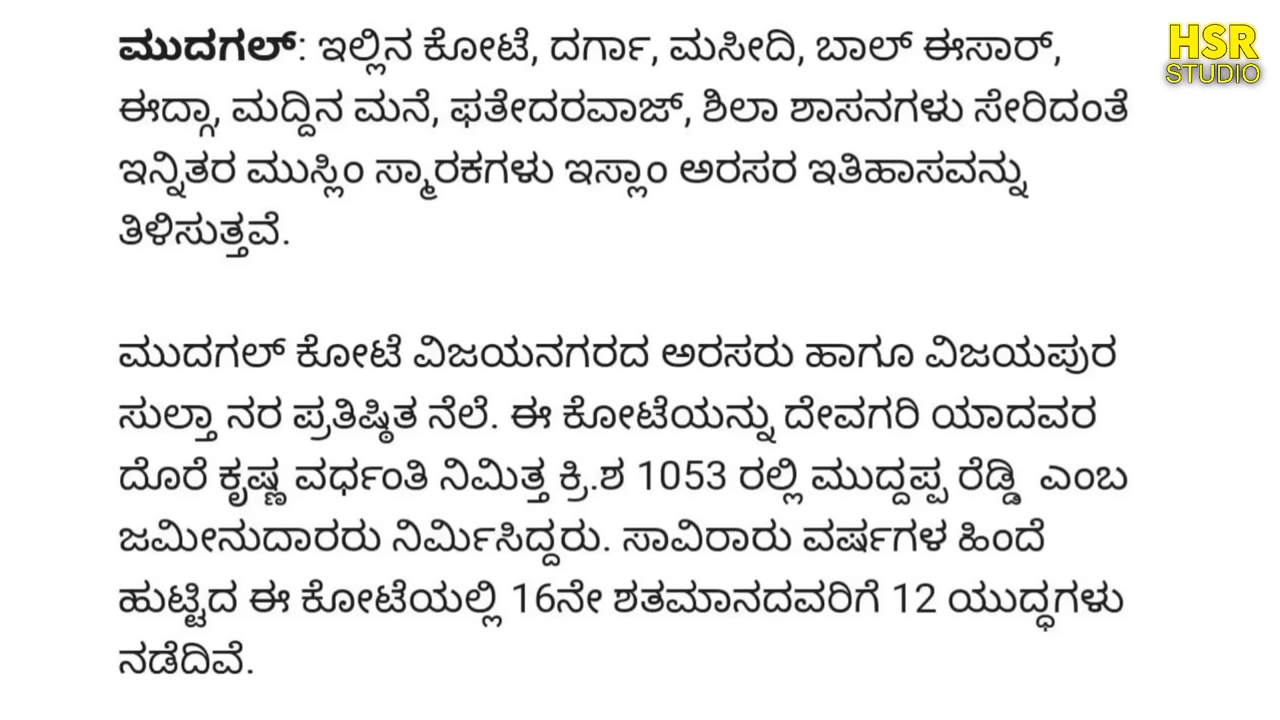 ಮುದಗಲ್: ಇಲ್ಲಿನ ಕೋಟೆ, ದರ್ಗಾ, ಮಸೀದಿ, ಬಾಲ್ ಈಸಾರ್,
ಈದ್ಗಾ, ಮದ್ದಿನ ಮನೆ, ಫತೇದರವಾಜ್, ಶಿಲಾ ಶಾಸನಗಳು ಸೇರಿದಂತೆ
ಇನ್ನಿತರ ಮುಸ್ಲಿಂ ಸ್ಮಾರಕಗಳು ಇಸ್ಲಾಂ ಅರಸರ ಇತಿಹಾಸವನ್ನು
ತಿಳಿಸುತ್ತವೆ.
ಮುದಗಲ್ ಕೋಟೆ ವಿಜಯನಗರದ ಅರಸರು ಹಾಗೂ ವಿಜಯಪುರ
ಸುಲ್ತಾ ನರ ಪ್ರತಿಷ್ಠಿತ ನೆಲೆ. ಈ ಕೋಟೆಯನ್ನು ದೇವಗರಿ ಯಾದವರ
ದೊರೆ ಕೃಷ್ಣ ವರ್ಧಂತಿ ನಿಮಿತ್ತ ಕ್ರಿ.ಶ 1053 ರಲ್ಲಿ ಮುದ್ದಪ್ಪ ರೆಡ್ಡಿ ಎಂಬ
ಜಮೀನುದಾರರು ನಿರ್ಮಿಸಿದ್ದರು. ಸಾವಿರಾರು ವರ್ಷಗಳ ಹಿಂದೆ
ಹುಟ್ಟಿದ ಈ ಕೋಟೆಯಲ್ಲಿ 16ನೇ ಶತಮಾನದವರಿಗೆ 12 ಯುದ್ಧಗಳು
ನಡೆದಿವೆ.
HSR
STUDIO